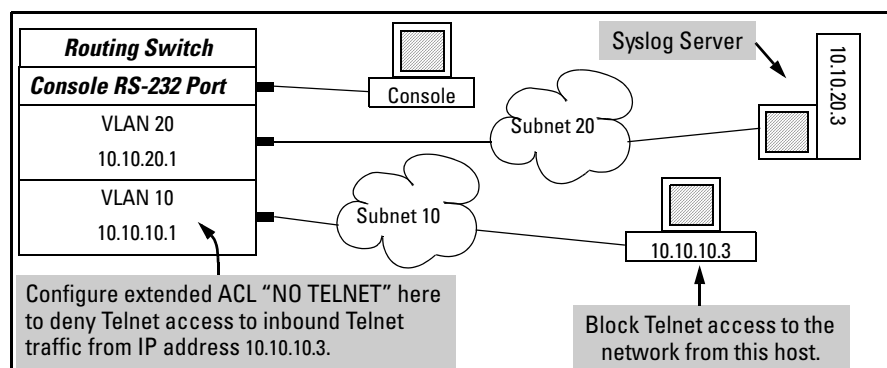 Routing Switch
Console RS-232 Port
VLAN 20
10.10.20.1
VLAN 10
10.10.10.1
Console
Subnet 20
Subnet 10
Syslog Server
10.10.20.3
10.10.10.3
Configure extended ACL “NO TELNET” here
to deny Telnet access to inbound Telnet
traffic from IP address 10.10.10.3.
Block Telnet access to the
network from this host.